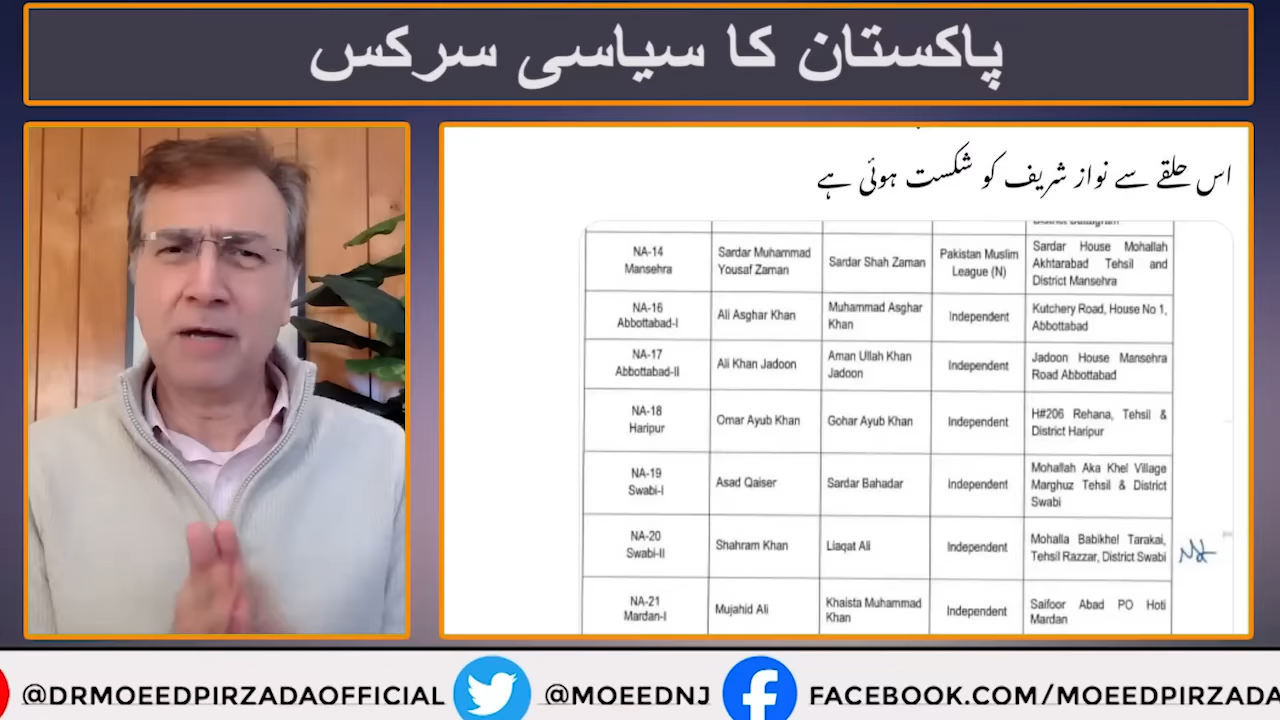 پاکستان کا سیاسی سرکس
اس حلقے سے نواز شریف کو شکست ہوئی ہے
NA-14 Mansehra Sardar Muhammad Yousaf Zaman Sardar Shah Zaman Pakistan Muslim League (N) Sardar House Mohallah Akhtarabad Tehsil and District Mansehra
NA-16 Abbottabad-I Ali Asghar Khan Muhammad Asghar Khan Independent Kutchery Road, House No 1, Abbottabad
NA-17 Abbottabad-II Ali Khan Jadoon Aman Ullah Khan Jadoon Independent Jadoon House Mansehra Road Abbottabad
NA-18 Haripur Omar Ayub Khan Gohar Ayub Khan Independent H#206 Rehana, Tehsil & District Haripur
NA-19 Swabi-I Asad Qaiser Sardar Bahadar Independent Mohallah Aka Khel Village Marghuz Tehsil & District Swabi
NA-20 Swabi-II Shahram Khan Liaqat Ali Independent Mohalla Babikhel Tarakai, Tehsil Razzar, District Swabi
NA-21 Mardan-I Mujahid Ali Khaista Muhammad Khan Independent Saifoor Abad PO Hoti Mardan
@DRMOEEDPIRZADAOFFICIAL @MOEEDNJ FACEBOOK.COM/MOEEDPIRZADA